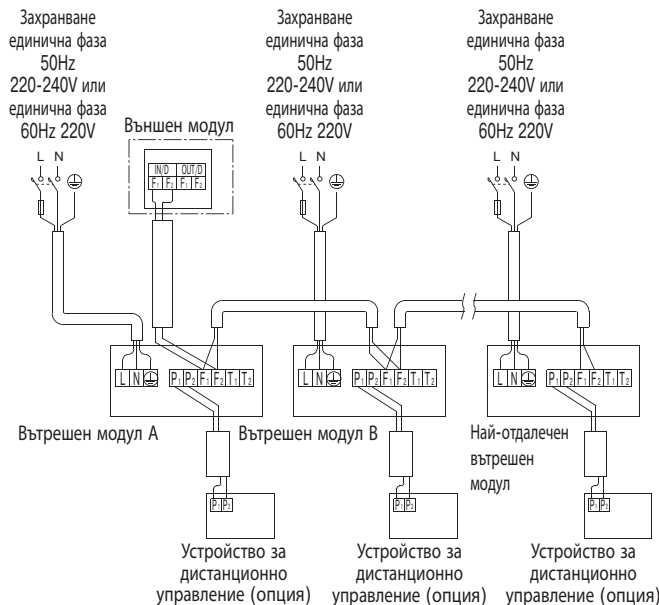 Захранване
единична фаза
50Hz
220-240V или
единична фаза
60Hz 220V
Захранване
единична фаза
50Hz
220-240V или
единична фаза
60Hz 220V
Захранване
единична фаза
50Hz
220-240V или
единична фаза
60Hz 220V
Външен модул
L N
L N
L N
IN/D OUT/D
F1 F2 F1 F2
L N P1 P2 F1 F2 T1 T2
L N P1 P2 F1 F2 T1 T2
L N P1 P2 F1 F2 T1 T2
Вътрешен модул A
Вътрешен модул B
Най-отдалечен
вътрешен
модул
P1 P2
P1 P2
P1 P2
Устройство за
дистанционно
управление (опция)
Устройство за
дистанционно
управление (опция)
Устройство за
дистанционно
управление (опция)